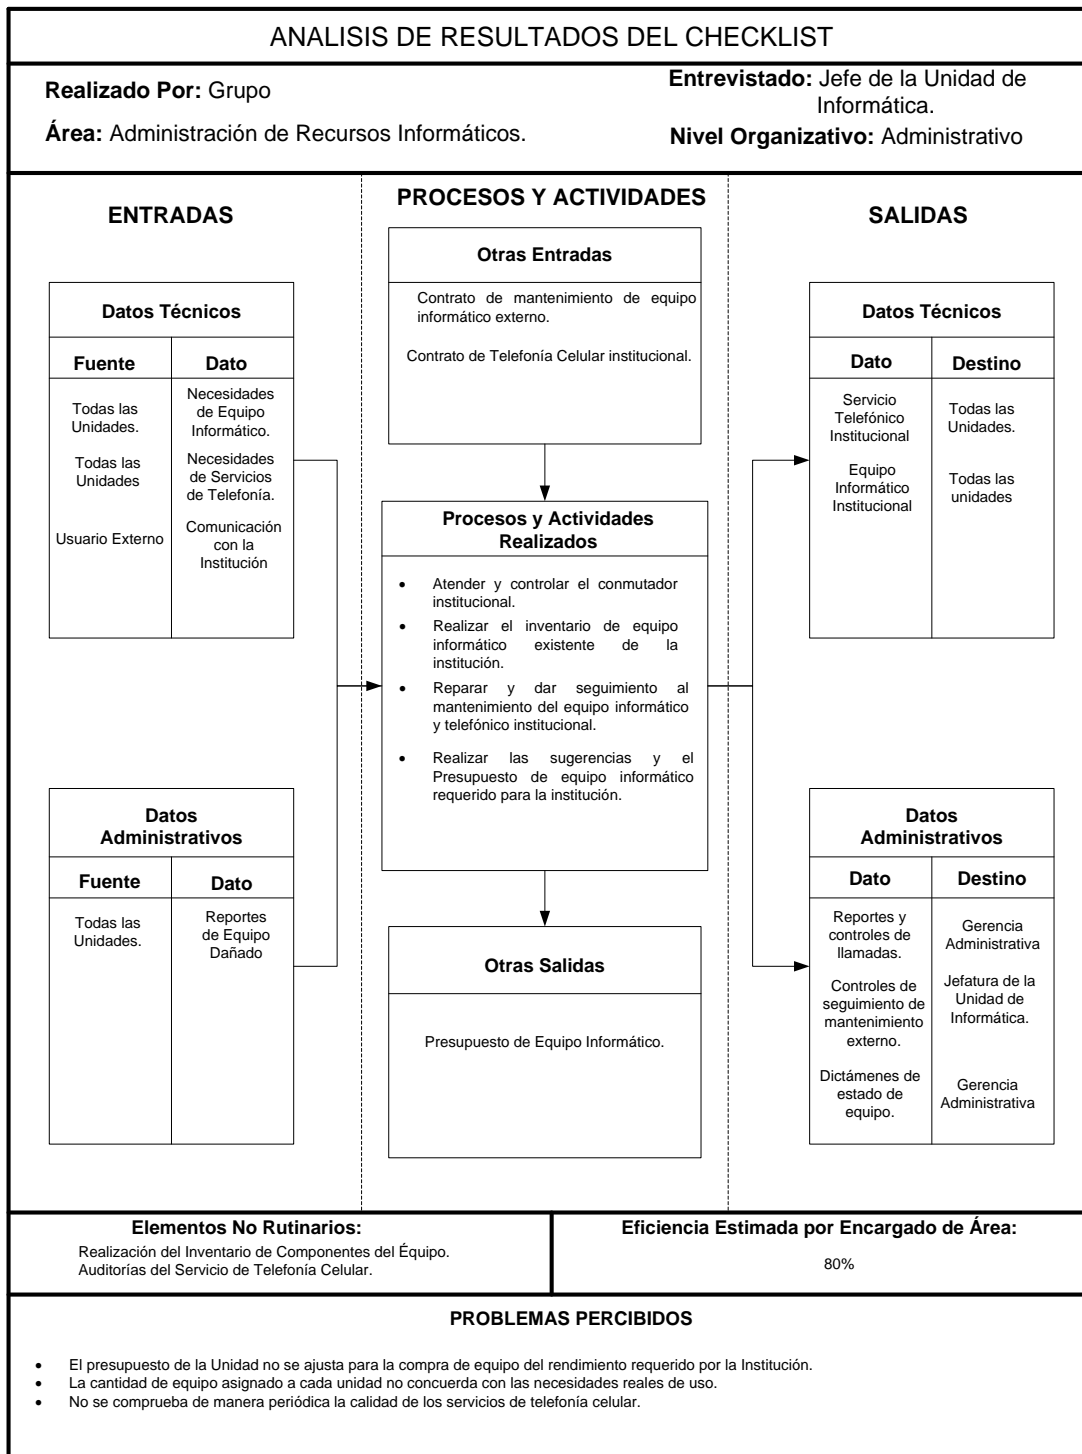 ANALISIS DE RESULTADOS DEL CHECKLIST
Realizado Por: Grupo
Área: Administración de Recursos Informáticos.
Entrevistado: Jefe de la Unidad de
Informática.
Nivel Organizativo: Administrativo
ENTRADAS
Datos Técnicos
Fuente Dato
Todas las
Unidades.
Necesidades
de Equipo
Informático.
Todas las
Unidades
Necesidades
de Servicios
de Telefonía.
Usuario Externo
Comunicación
con la
Institución
Datos
Administrativos
Fuente Dato
Todas las
Unidades.
Reportes
de Equipo
Dañado
PROCESOS Y ACTIVIDADES
Otras Entradas
Contrato de mantenimiento de equipo
informático externo.
Contrato de Telefonía Celular institucional.
Procesos y Actividades
Realizados
• Atender y controlar el conmutador
institucional.
• Realizar el inventario de equipo
informático existente de la
institución.
• Reparar y dar seguimiento al
mantenimiento del equipo informático
y telefónico institucional.
• Realizar las sugerencias y el
Presupuesto de equipo informático
requerido para la institución.
Otras Salidas
Presupuesto de Equipo Informático.
SALIDAS
Datos Técnicos
Dato Destino
Servicio
Telefónico
Institucional
Todas las
Unidades.
Equipo
Informático
Institucional
Todas las
unidades
Datos
Administrativos
Dato Destino
Reportes y
controles de
llamadas.
Gerencia
Administrativa
Controles de
seguimiento de
mantenimiento
externo.
Jefatura de la
Unidad de
Informática.
Dictámenes de
estado de
equipo.
Gerencia
Administrativa
Elementos No Rutinarios:
Realización del Inventario de Componentes del Équipo.
Auditorías del Servicio de Telefonía Celular.
Eficiencia Estimada por Encargado de Área:
80%
PROBLEMAS PERCIBIDOS
• El presupuesto de la Unidad no se ajusta para la compra de equipo del rendimiento requerido por la Institución.
• La cantidad de equipo asignado a cada unidad no concuerda con las necesidades reales de uso.
• No se comprueba de manera periódica la calidad de los servicios de telefonía celular.